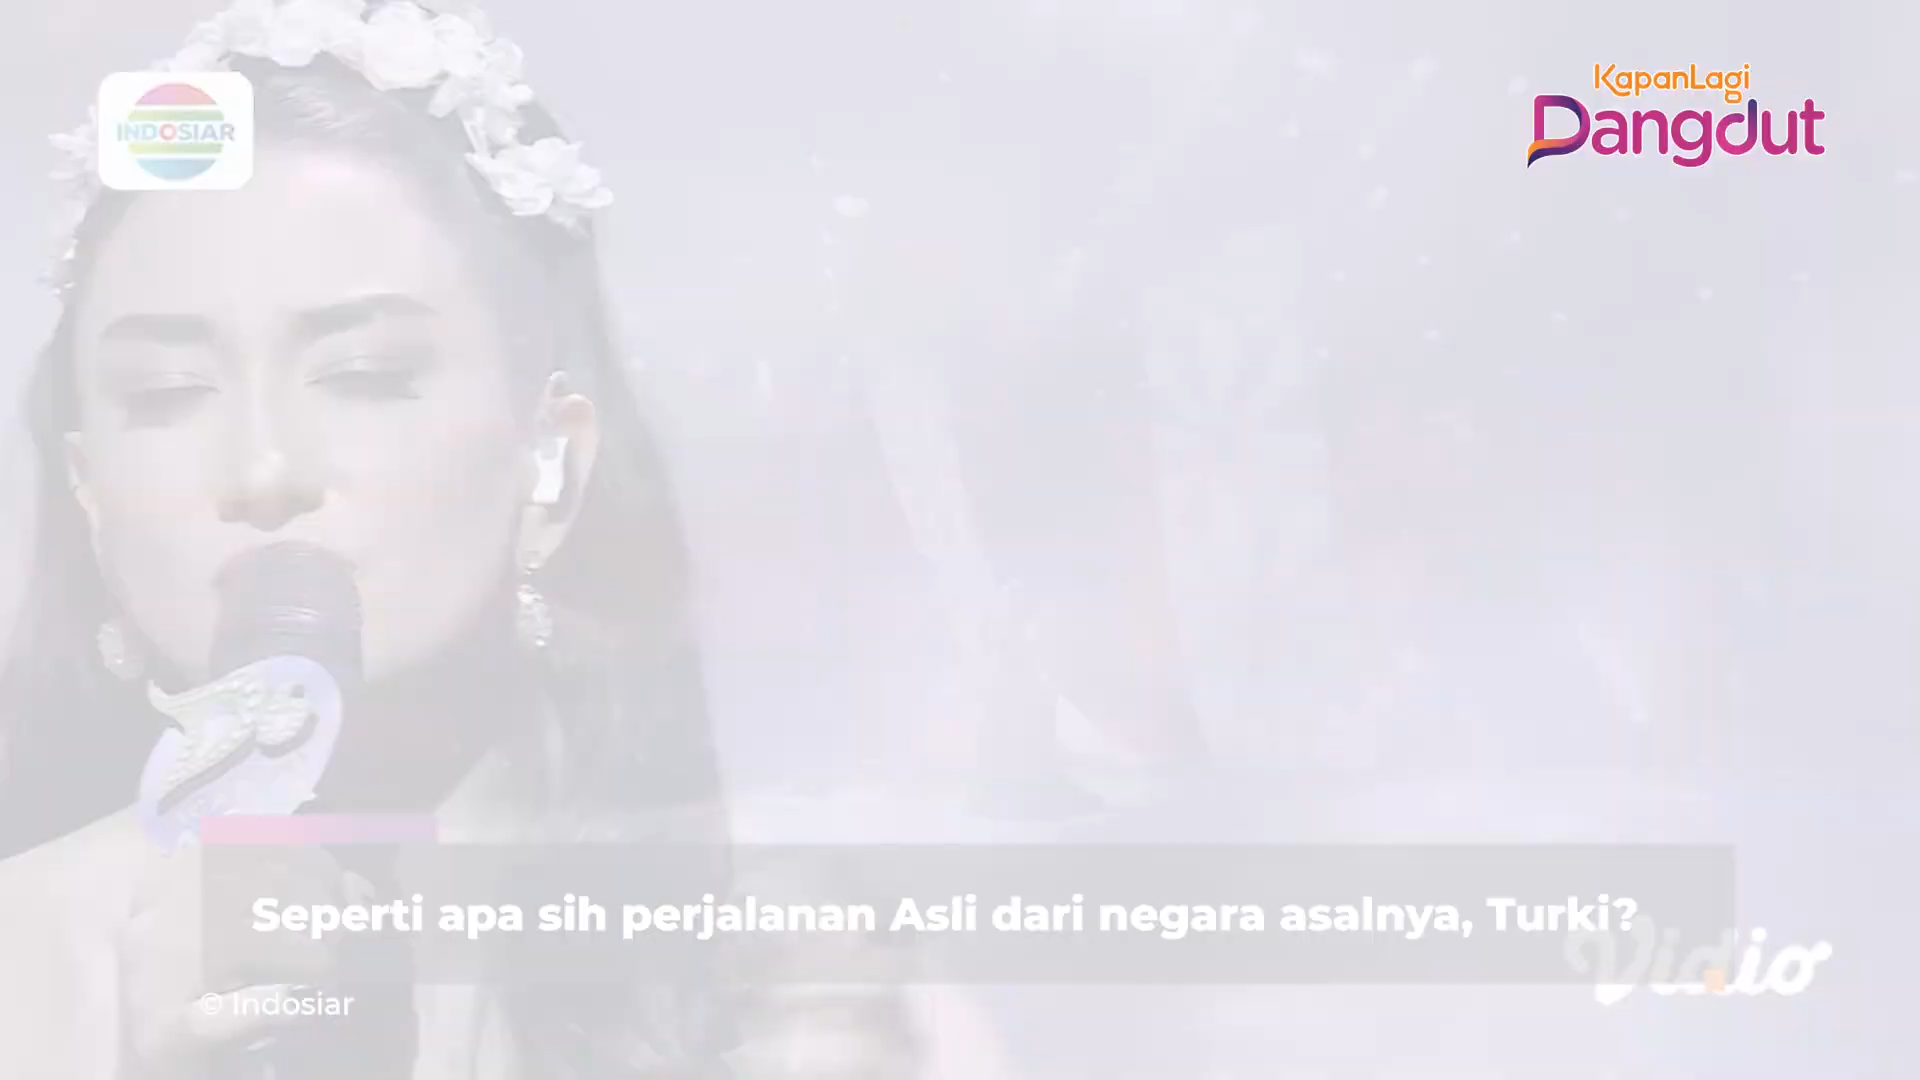 INDOSIAR
KapanLagi
Dangdut
Seperti apa sih perjalanan Asli dari negara asalnya, Turki?
Vidio
© Indosiar